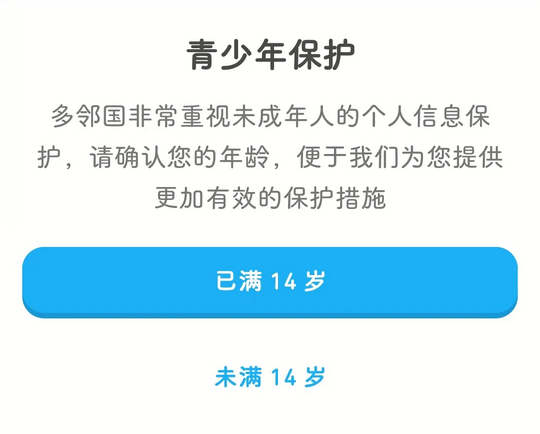 青少年保护
多邻国非常重视未成年人的个人信息保
护，请确认您的年龄，便于我们为您提供
更加有效的保护措施
已满 14 岁
未满 14 岁